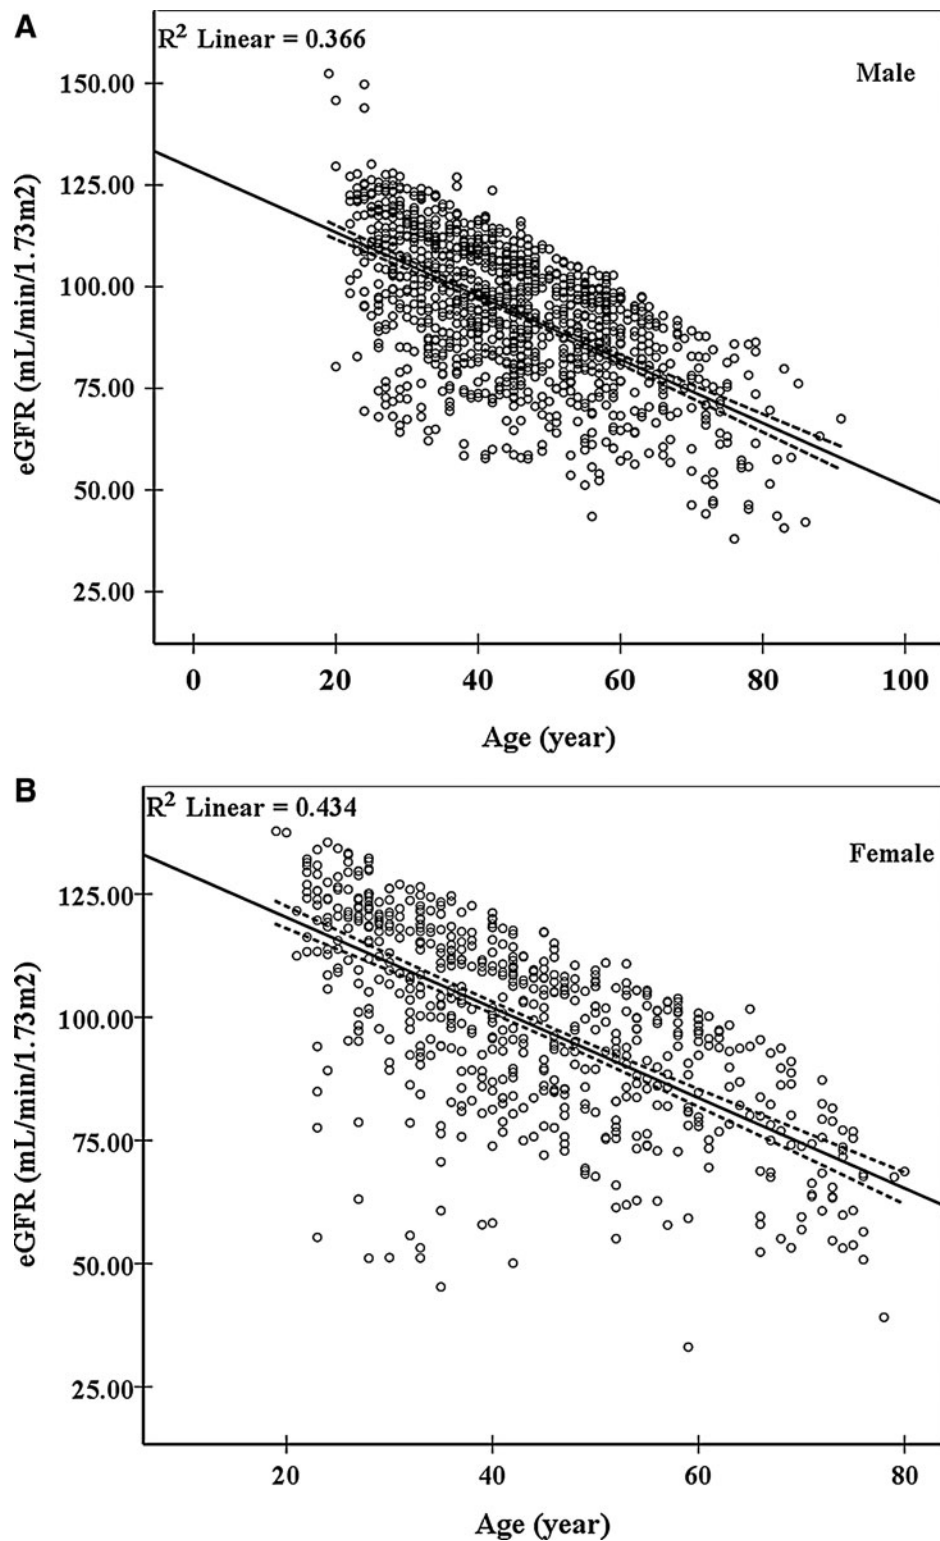 A
R² Linear = 0.366
Male
150.00
125.00
100.00
75.00
50.00
25.00
eGFR (mL/min/1.73m2)
0 20 40 60 80 100
Age (year)
B
R² Linear = 0.434
Female
125.00
100.00
75.00
50.00
25.00
eGFR (mL/min/1.73m2)
20 40 60 80
Age (year)